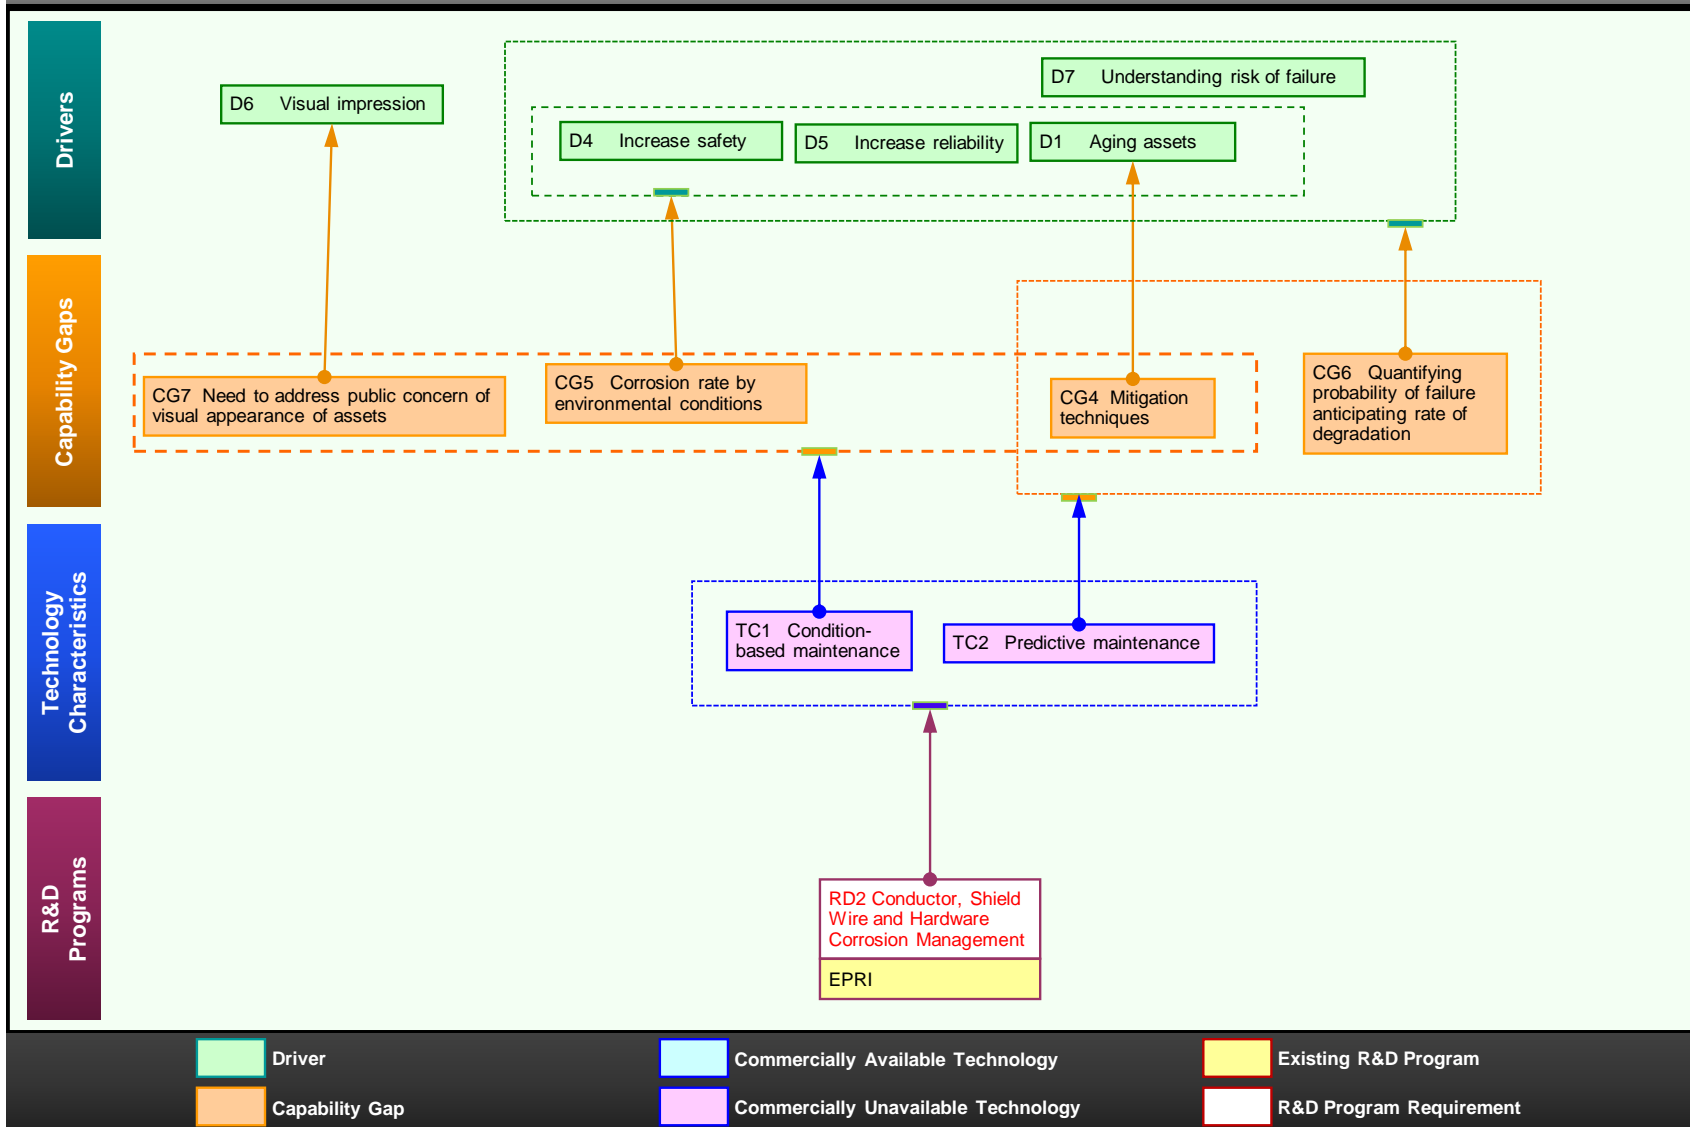 Drivers
D7 Understanding risk of failure
D6 Visual impression
D4 Increase safety
D5 Increase reliability
D1 Aging assets
Capability Gaps
CG7 Need to address public concern of
visual appearance of assets
CG5 Corrosion rate by
environmental conditions
CG4 Mitigation
techniques
CG6 Quantifying
probability of failure
anticipating rate of
degradation
Technology
Characteristics
TC1 Condition-
based maintenance
TC2 Predictive maintenance
R&D
Programs
RD2 Conductor, Shield
Wire and Hardware
Corrosion Management
EPRI
Driver
Commercially Available Technology
Existing R&D Program
Capability Gap
Commercially Unavailable Technology
R&D Program Requirement